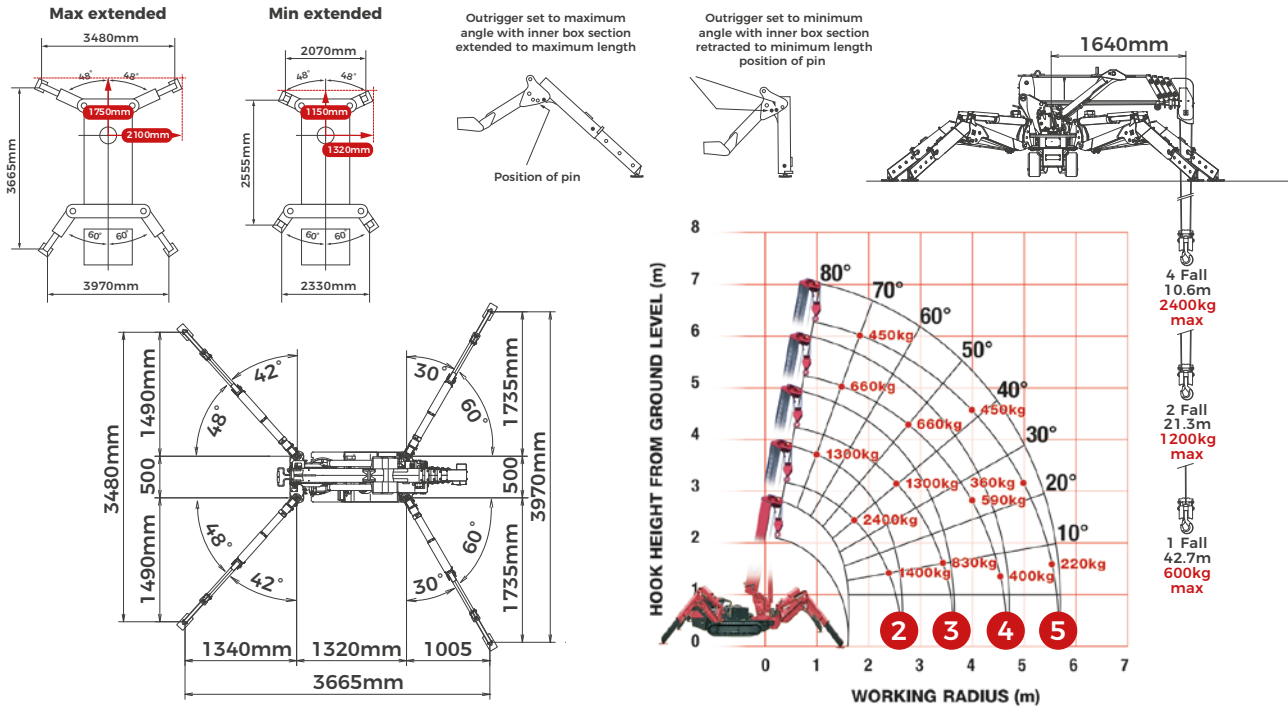 Max extended
3480mm
48°
48°
1750mm
2100mm
3665mm
60°
60°
3970mm
Min extended
2070mm
48°
48°
1150mm
1320mm
2555mm
60°
60
2330mm
Outrigger set to maximum
angle with inner box section
extended to maximum length
Position of pin
Outrigger set to minimum
angle with inner box section
retracted to minimum length
position of pin
1640mm
4 Fall
10.6m
2400kg
max
2 Fall
21.3m
1200kg
max
1 Fall
42.7m
600kg
max
3480mm
1490mm
500
1490mm
42°
48°
48°
42°
30°
60°
60°
30°
1735mm
500
1735mm
3970mm
1340mm
1320mm
1005
3665mm
HOOK HEIGHT FROM GROUND LEVEL (m)
8
7
6
5
4
3
2
1
0
80°
70°
60°
50°
40°
30°
20°
10°
450kg
660kg
450kg
660kg
1300kg
1300kg
360kg
590kg
2400kg
830kg
220kg
1400kg
400kg
2
3
4
5
0
1
2
3
4
5
6
7
WORKING RADIUS (m)